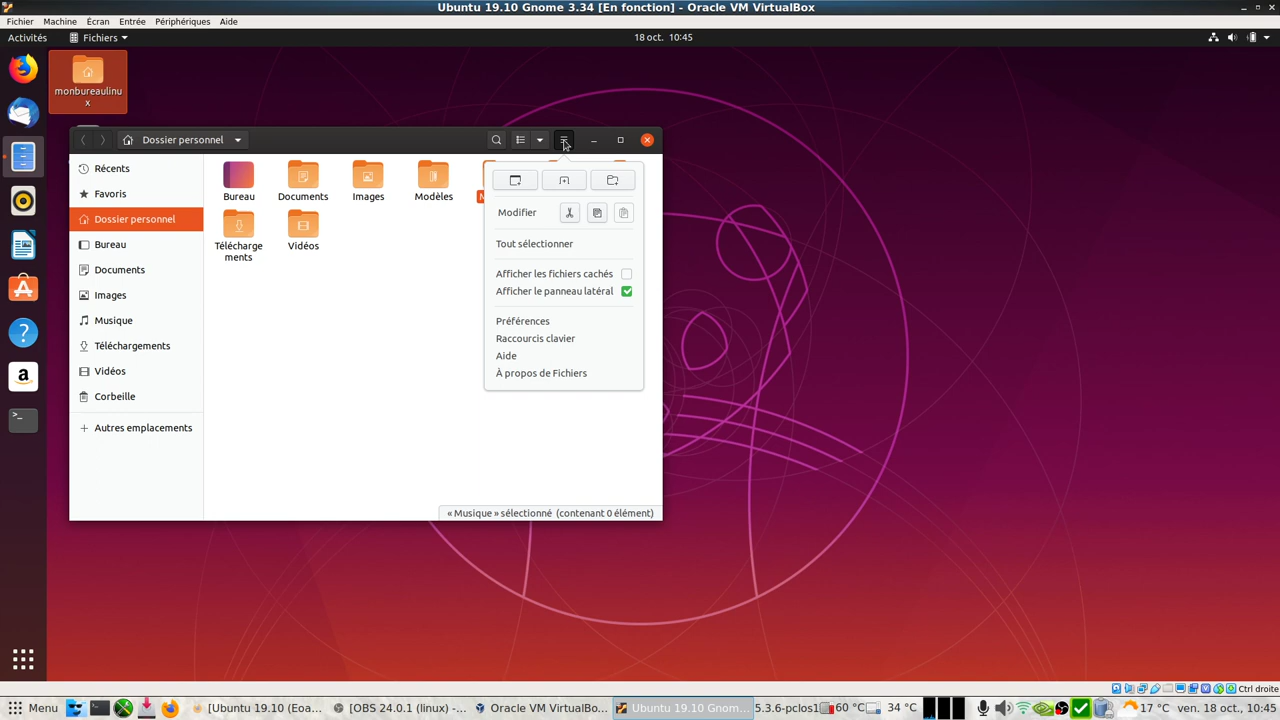 Ubuntu 19.10 Gnome 3.34 [En fonction] - Oracle VM VirtualBox
Fichier Machine Écran Entrée Périphériques Aide
Activités Fichiers 18 oct. 10:45
monbureaulinu
x
Dossier personnel
Récents
Favoris
Dossier personnel
Bureau
Documents
Images
Musique
Téléchargements
Vidéos
Corbeille
Autres emplacements
Bureau Documents Images Modèles
Télécharge
ments
Vidéos
Modifier
Tout sélectionner
Afficher les fichiers cachés
Afficher le panneau latéral
Préférences
Raccourcis clavier
Aide
À propos de Fichiers
« Musique » sélectionné (contenant 0 élément)
Ctrl droite
Menu [Ubuntu 19.10 (Eoa... [OBS 24.0.1 (linux) -... Oracle VM VirtualBo... Ubuntu 19.10 Gnom... 5.3.6-pclos1 60 °C 34 °C 17 °C ven. 18 oct., 10:45